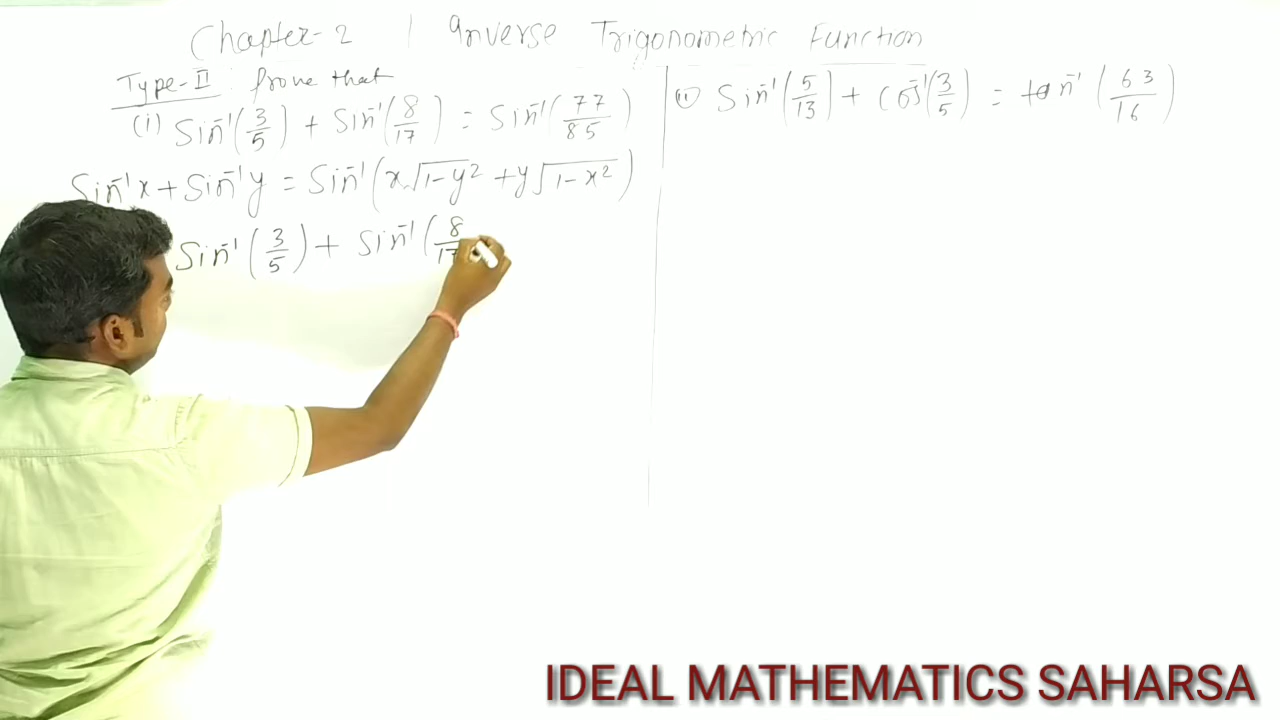 Chapter-2 | Inverse Trigonometric Function
Type-II : Prove that
(i) Sin⁻¹(3/5) + Sin⁻¹(8/17) = Sin⁻¹(77/85)
Sin⁻¹x + Sin⁻¹y = Sin⁻¹(x√1-y² + y√1-x²)
Sin⁻¹(3/5) + Sin⁻¹(8/17
(ii) Sin⁻¹(5/13) + Cos⁻¹(3/5) = tan⁻¹(63/16)
IDEAL MATHEMATICS SAHARSA